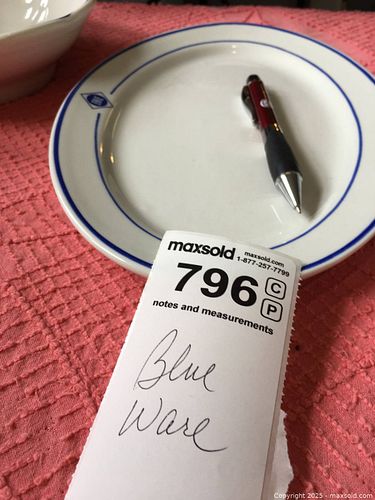 maxsold maxsold.com
1-877-257-7799
796 C
P
notes and measurements
Blue
Ware
Copyright 2025 - maxsold.com